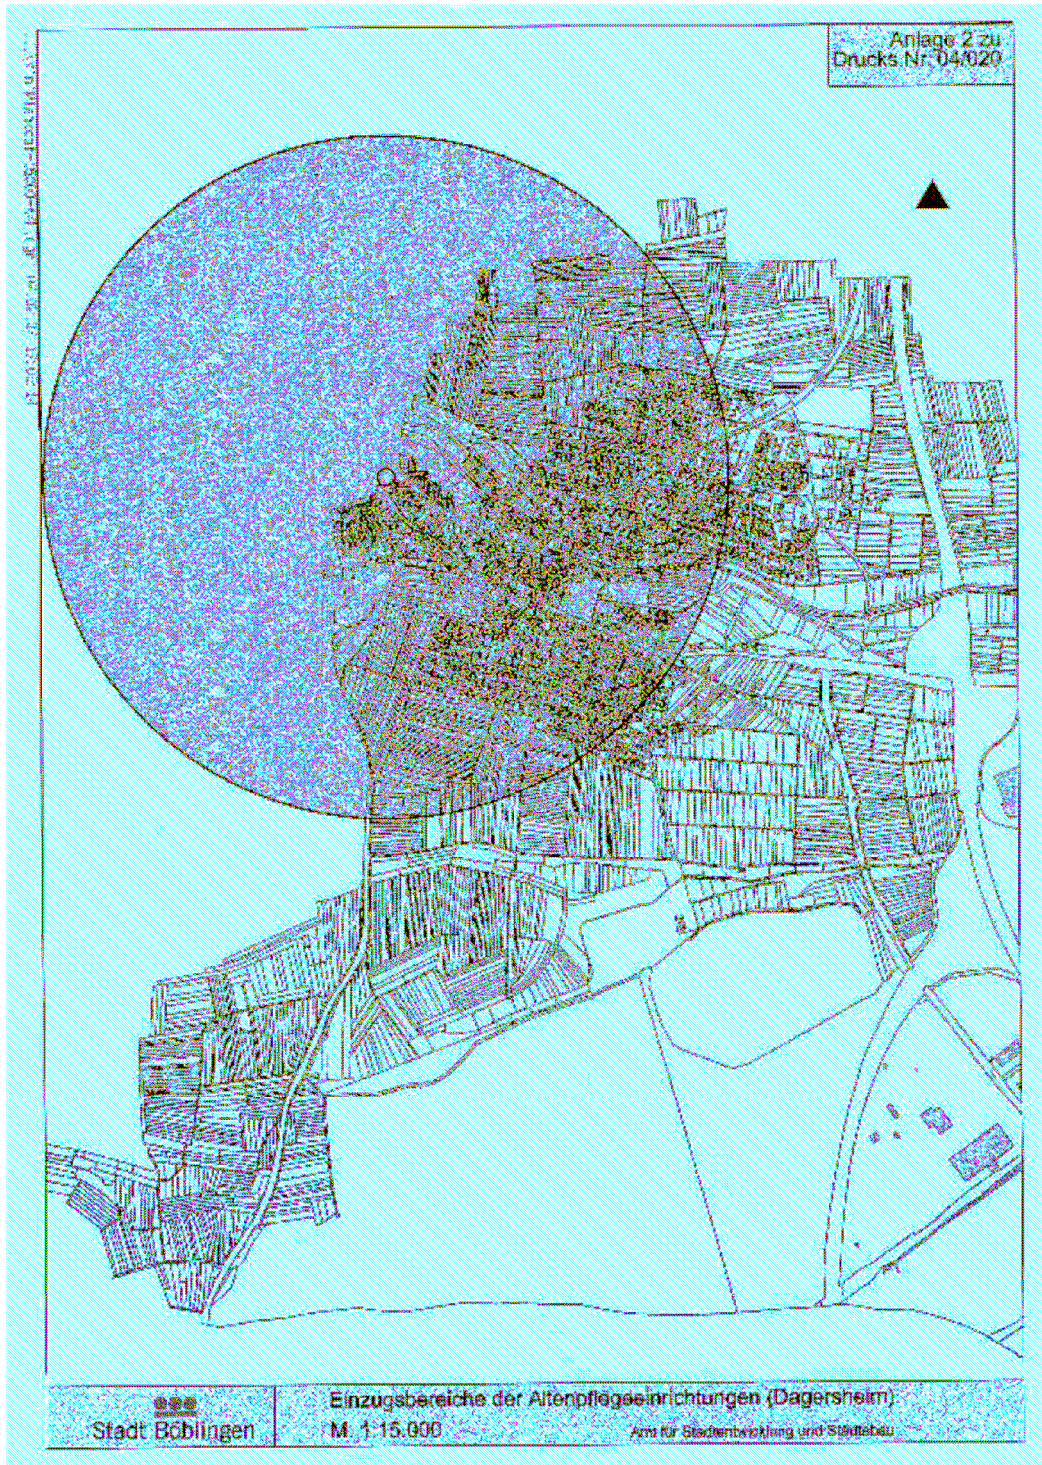 Anlage 2 zu
Drucks.Nr. 04/020
Einzugsbereiche der Altenpflegeeinrichtungen (Dagersheim)
Stadt Böblingen
M. 1:15.000
Amt für Stadtentwicklung und Städtebau